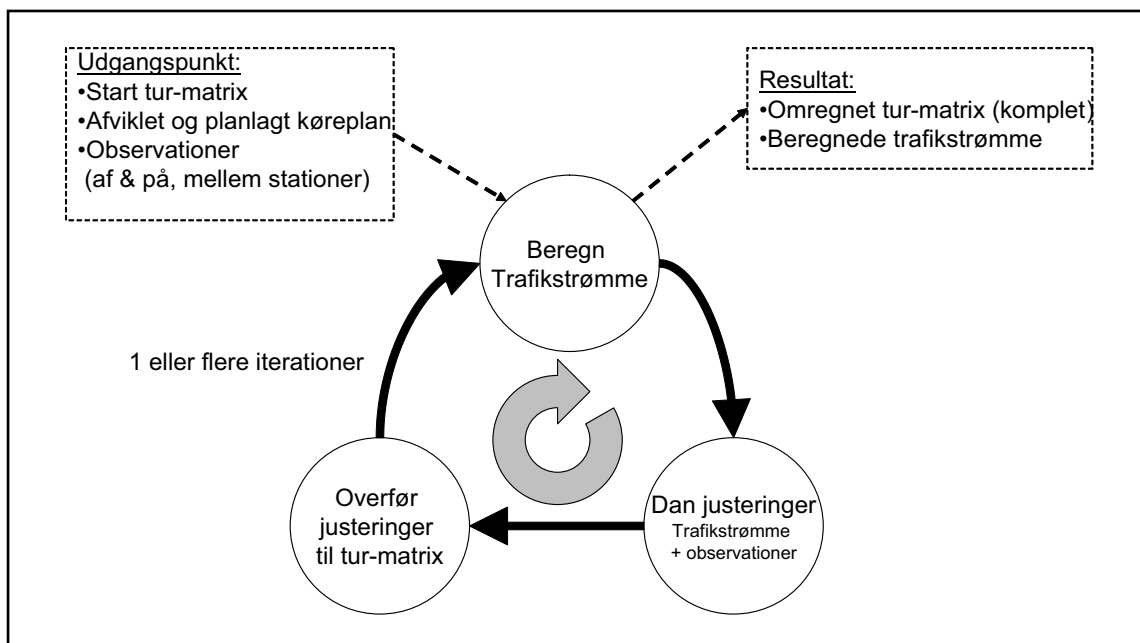 Udgangspunkt:
•Start tur-matrix
•Afviklet og planlagt køreplan
•Observationer
(af & på, mellem stationer)
Resultat:
•Omregnet tur-matrix (komplet)
•Beregnede trafikstrømme
Beregn
Trafikstrømme
1 eller flere iterationer
Overfør
justeringer
til tur-matrix
Dan justeringer
Trafikstrømme
+ observationer